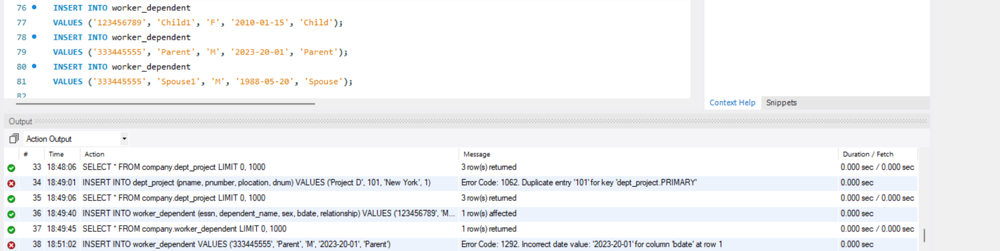 76 INSERT INTO worker_dependent
77 VALUES ('123456789', 'Child1', 'F', '2010-01-15', 'Child');
78 INSERT INTO worker_dependent
79 VALUES ('333445555', 'Parent', 'M', '2023-20-01', 'Parent');
80 INSERT INTO worker_dependent
81 VALUES ('333445555', 'Spouse1', 'M', '1988-05-20', 'Spouse');
82
Context Help Snippets
Output
Action Output
# Time Action Message Duration / Fetch
33 18:48:06 SELECT * FROM company.dept_project LIMIT 0, 1000 3 row(s) returned 0.000 sec / 0.000 sec
34 18:49:01 INSERT INTO dept_project (pname, pnumber, plocation, dnum) VALUES ('Project D', 101, 'New York', 1) Error Code: 1062. Duplicate entry '101' for key 'dept_project.PRIMARY' 0.000 sec
35 18:49:06 SELECT * FROM company.dept_project LIMIT 0, 1000 3 row(s) returned 0.000 sec / 0.000 sec
36 18:49:40 INSERT INTO worker_dependent (essn, dependent_name, sex, bdate, relationship) VALUES ('123456789', 'M... 1 row(s) affected 0.000 sec
37 18:49:45 SELECT * FROM company.worker_dependent LIMIT 0, 1000 1 row(s) returned 0.000 sec / 0.000 sec
38 18:51:02 INSERT INTO worker_dependent VALUES ('333445555', 'Parent', 'M', '2023-20-01', 'Parent') Error Code: 1292. Incorrect date value: '2023-20-01' for column 'bdate' at row 1 0.000 sec